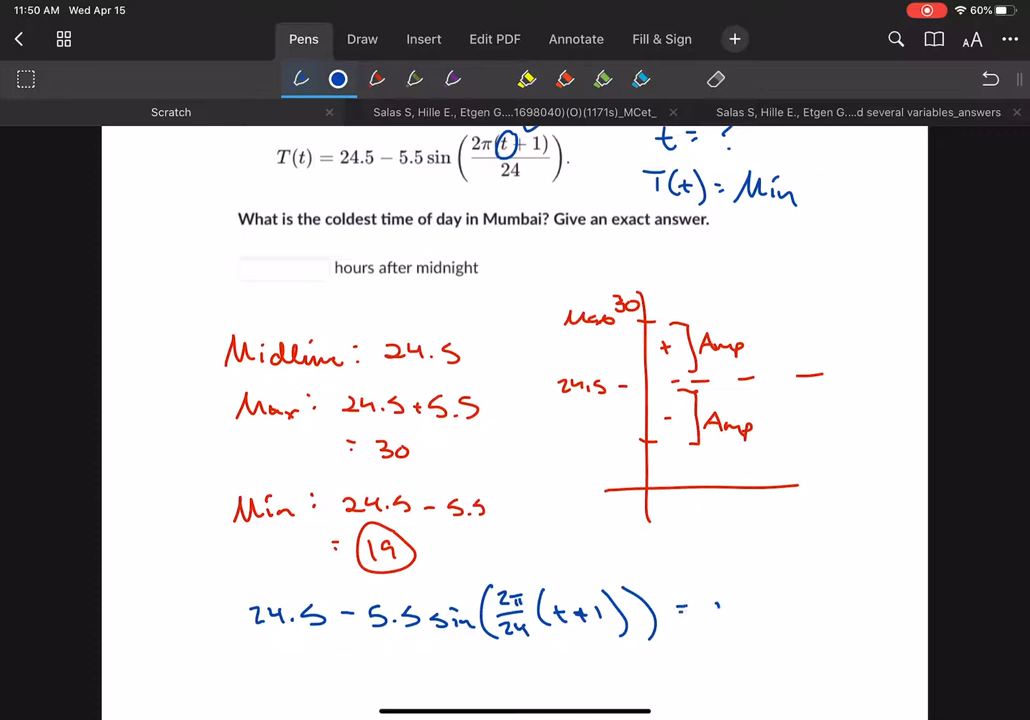 11:50 AM Wed Apr 15 60%
Pens Draw Insert Edit PDF Annotate Fill & Sign AA
Scratch Salas S, Hille E., Etgen G....1698040)(O)(1171s)_MCet_ Salas S, Hille E., Etgen G....d several variables_answers
t = ?
T(t) = 24.5 − 5.5 sin (2π(t + 1)/24).
T(t) = Min
What is the coldest time of day in Mumbai? Give an exact answer.
hours after midnight
Max 30
+ ] Amp
Midline: 24.5
24.5 -
Max: 24.5 + 5.5
- ] Amp
= 30
Min: 24.5 - 5.5
= 19
24.5 - 5.5 sin(2π/24 (t+1)) =